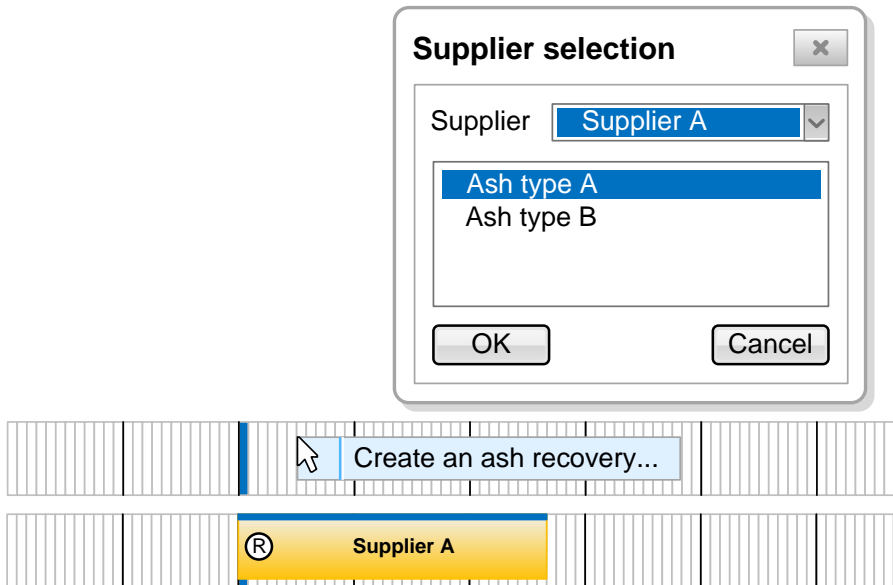 Supplier selection
Supplier
Supplier A
Ash type A
Ash type B
OK
Cancel
Create an ash recovery...
R
Supplier A